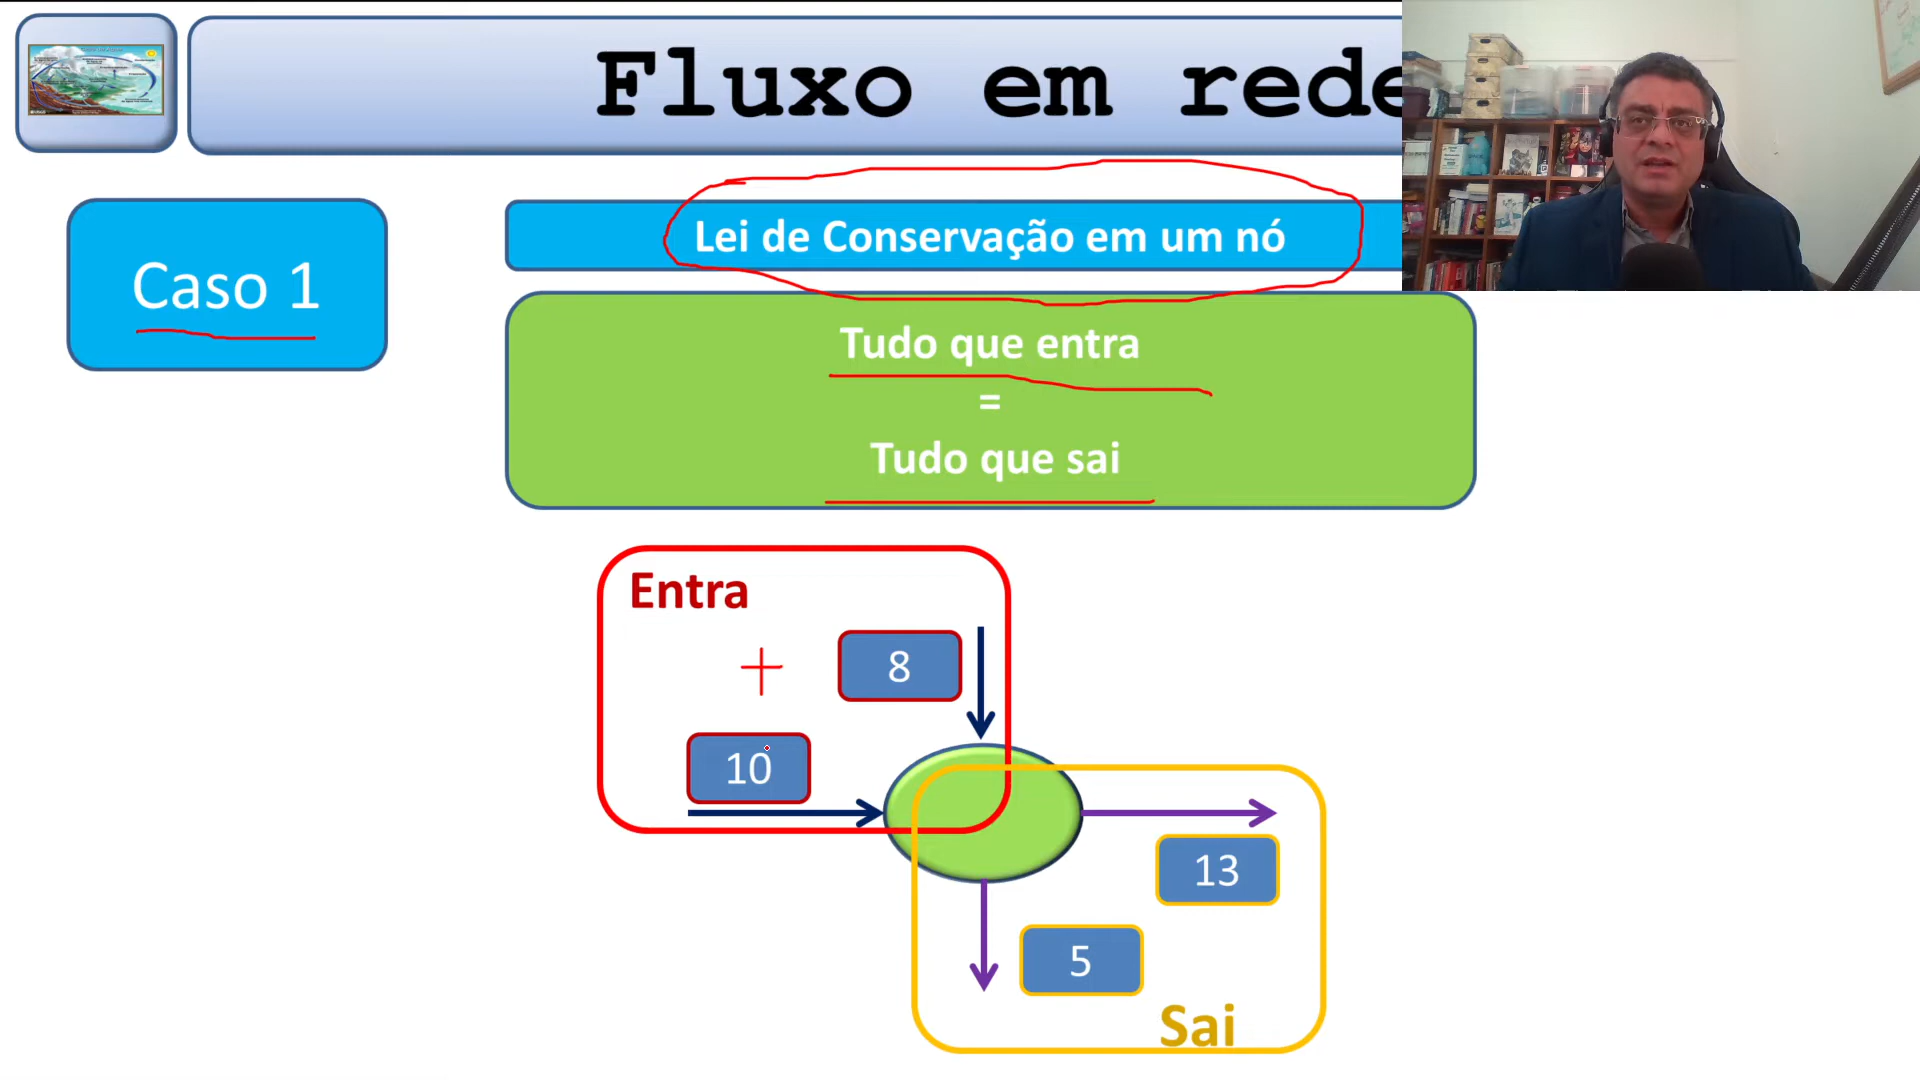 Fluxo em rede
Caso 1
Lei de Conservação em um nó
Tudo que entra
=
Tudo que sai
Entra
+
8
10
13
5
Sai